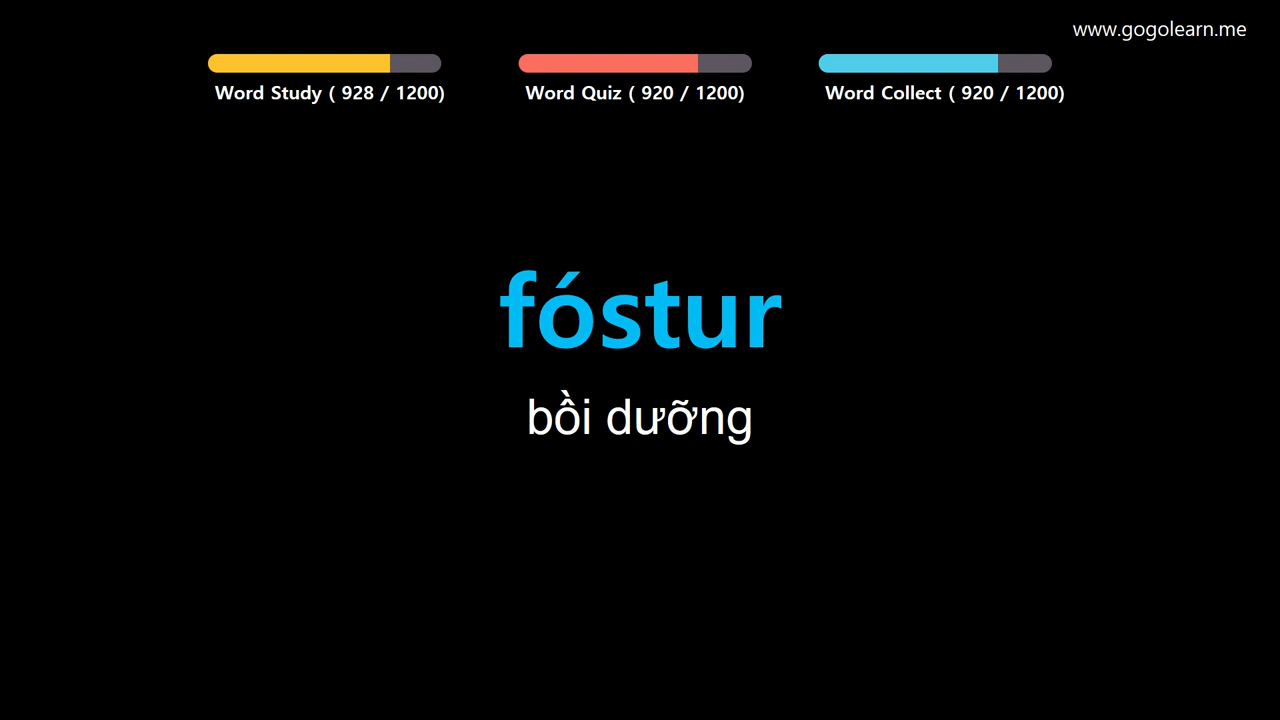 www.gogolearn.me
Word Study ( 928 / 1200)
Word Quiz ( 920 / 1200)
Word Collect ( 920 / 1200)
fóstur
bồi dưỡng